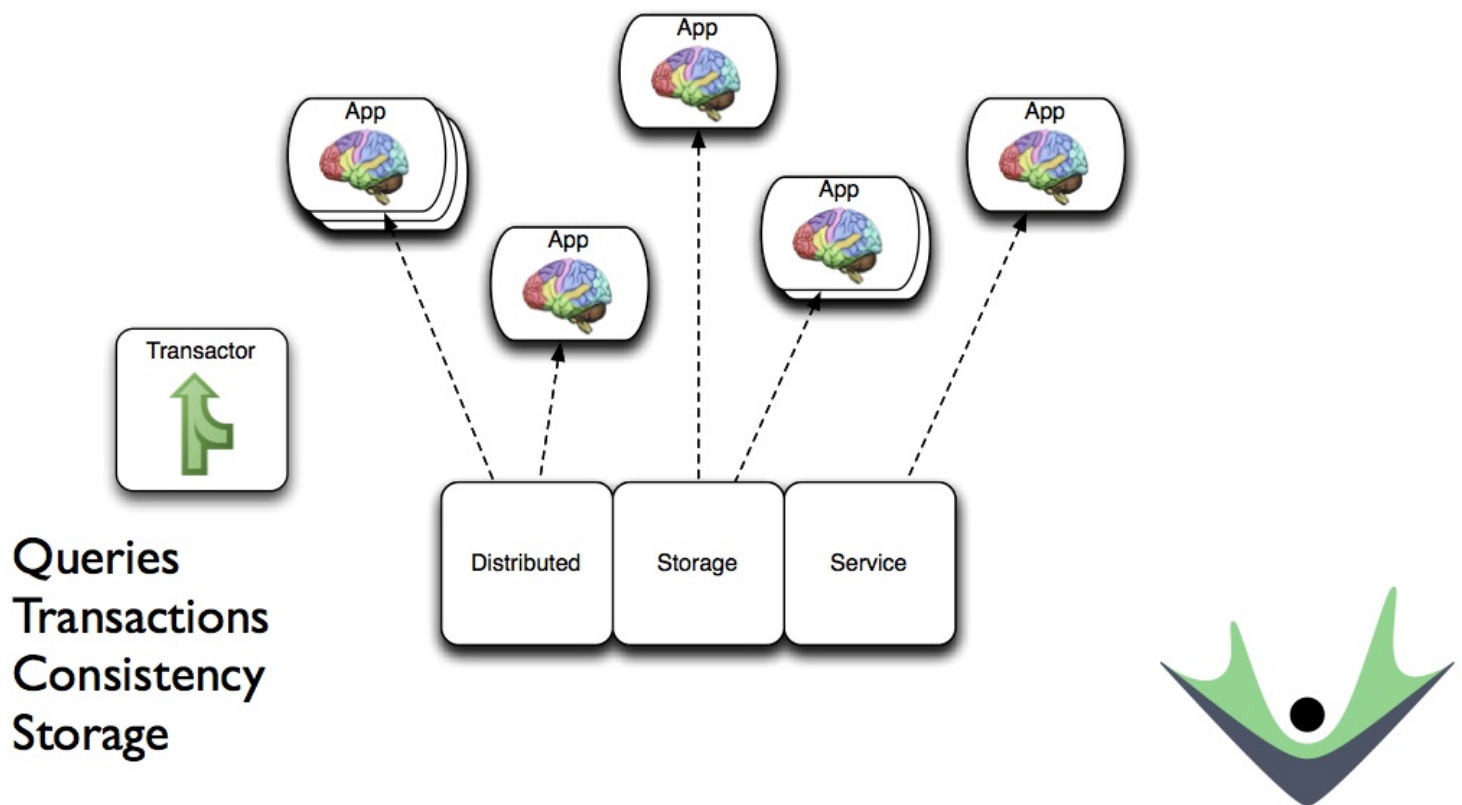 App
App
App
App
App
Transactor
Distributed
Storage
Service
Queries
Transactions
Consistency
Storage